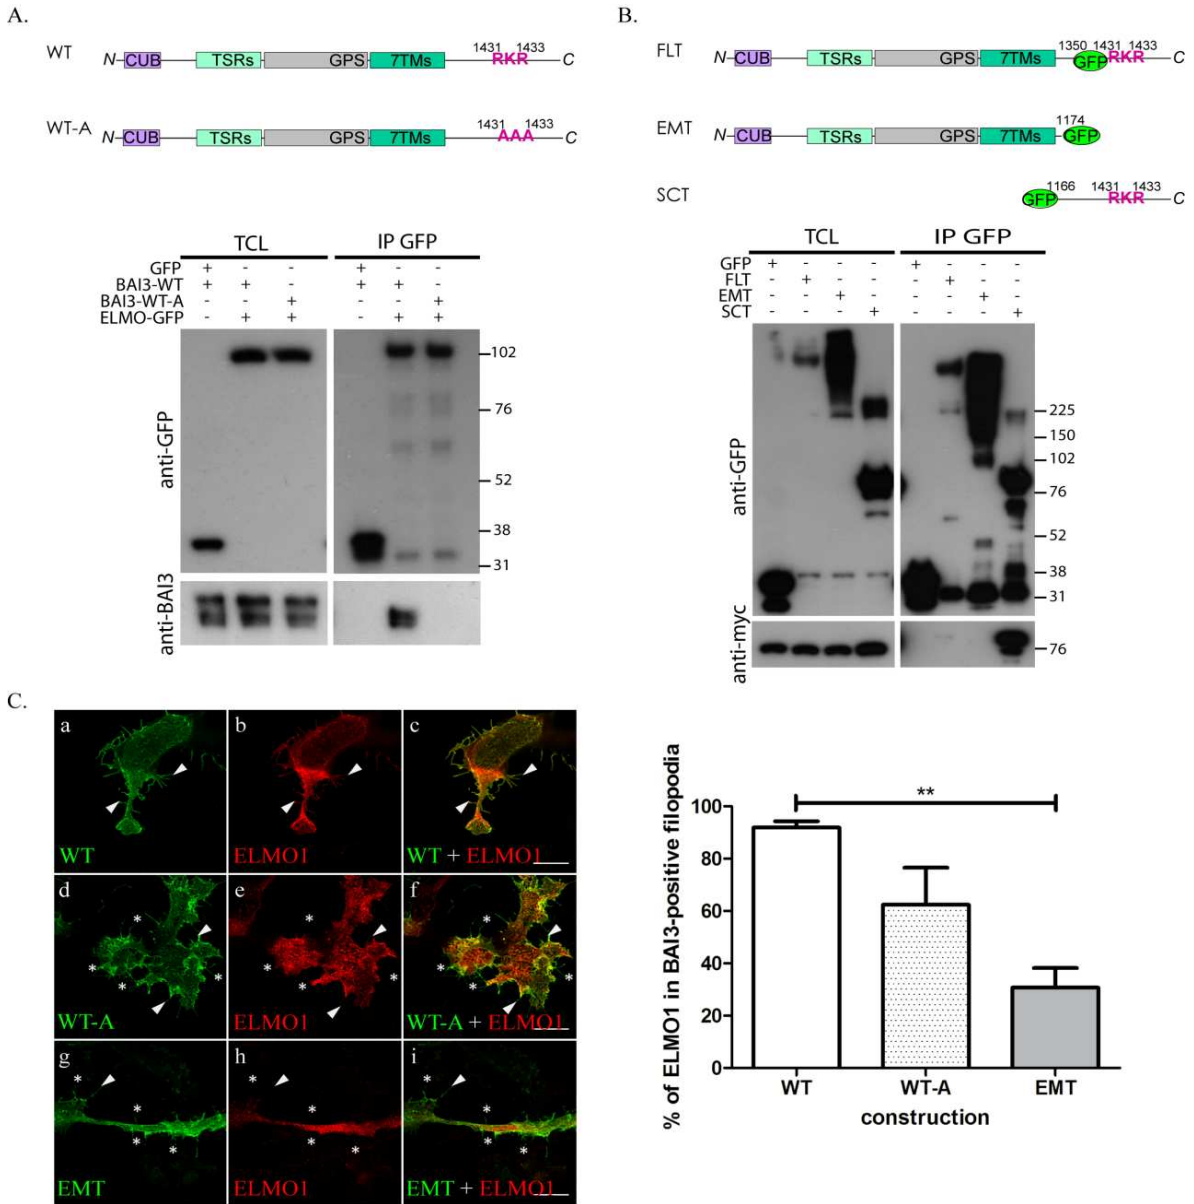 A.
WT
N
CUB
TSRs
GPS
7TMs
1431 1433
RKR
C
WT-A
N
CUB
TSRs
GPS
7TMs
1431 1433
AAA
C
TCL
IP GFP
GFP + - - + - -
BAI3-WT + + - + + -
BAI3-WT-A - - + - - +
ELMO-GFP - + + - + +
anti-GFP
102
76
52
38
31
anti-BAI3
B.
FLT
N
CUB
TSRs
GPS
7TMs
1350 1431 1433
GFP
RKR
C
EMT
N
CUB
TSRs
GPS
7TMs
1174
GFP
SCT
GFP
1166 1431 1433
RKR
C
TCL
IP GFP
GFP + - - - + - - -
FLT - + - - - + - -
EMT - - + - - - + -
SCT - - - + - - - +
anti-GFP
225
150
102
76
52
38
31
anti-myc
76
C.
a
WT
b
ELMO1
c
WT + ELMO1
d
WT-A
e
ELMO1
f
WT-A + ELMO1
g
EMT
h
ELMO1
i
EMT + ELMO1
% of ELMO1 in BAI3-positive filopodia
100
80
60
40
20
0
**
WT
WT-A
EMT
construction